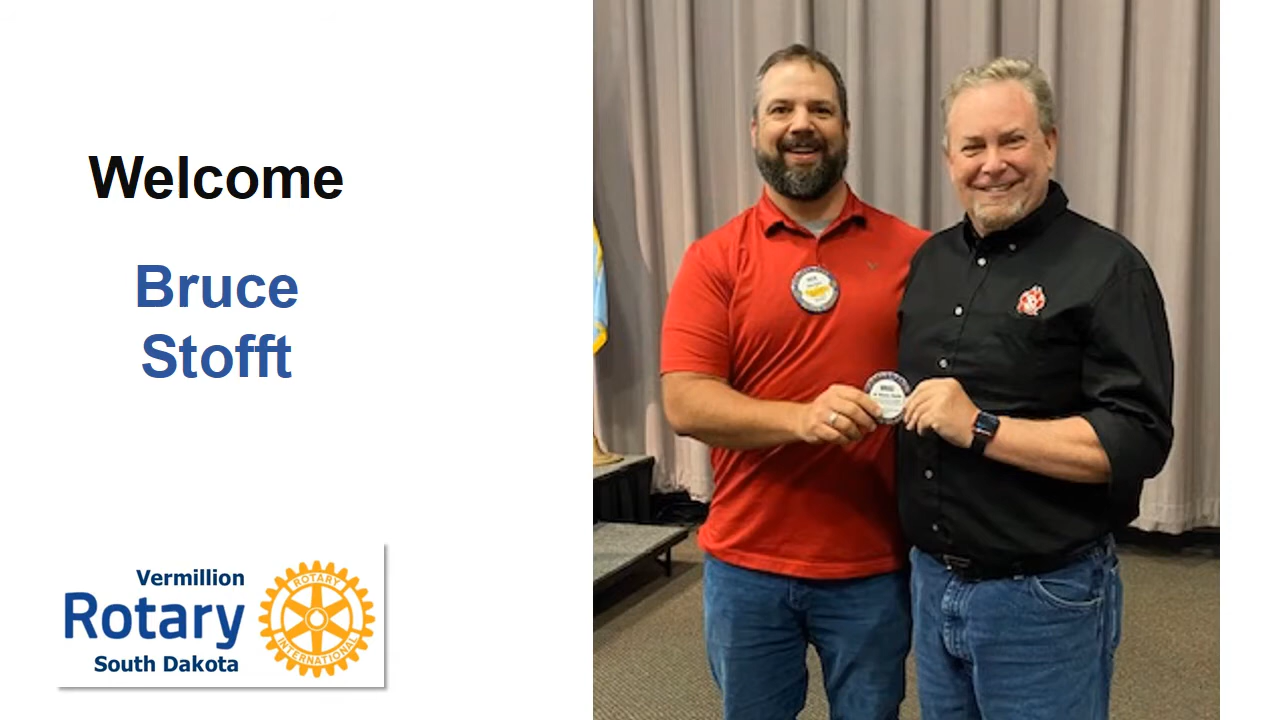 Welcome
Bruce
Stofft
Vermillion
Rotary
South Dakota
ROTARY
INTERNATIONAL